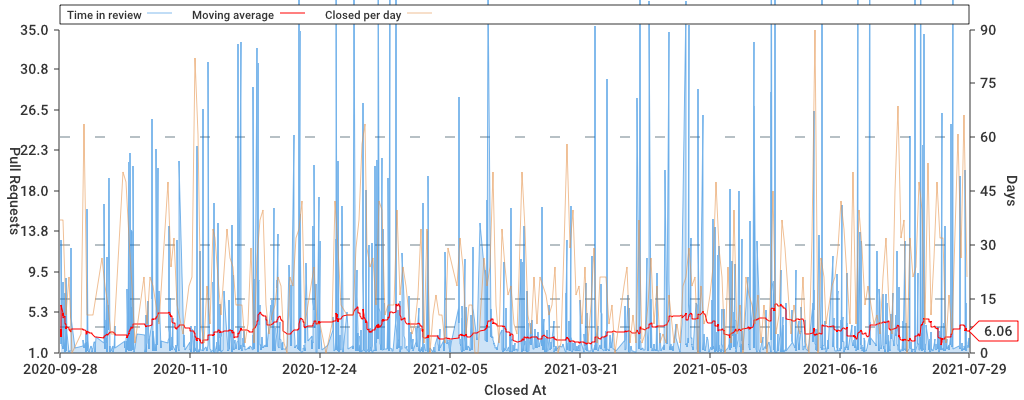 Time in review Moving average Closed per day
35.0 90
30.8 75
26.5 60
22.3
18.0 45
13.8 30
9.5 15
5.3 6.06
1.0 0
Pull Requests
Days
2020-09-28 2020-11-10 2020-12-24 2021-02-05 2021-03-21 2021-05-03 2021-06-16 2021-07-29
Closed At